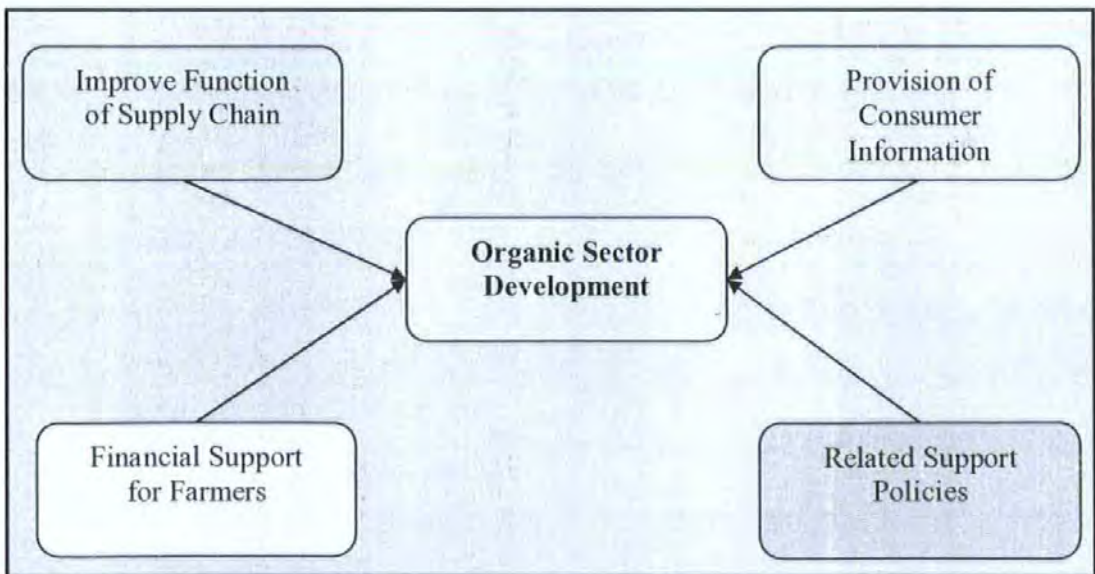 Improve Function
of Supply Chain
Provision of
Consumer
Information
Organic Sector
Development
Financial Support
for Farmers
Related Support
Policies